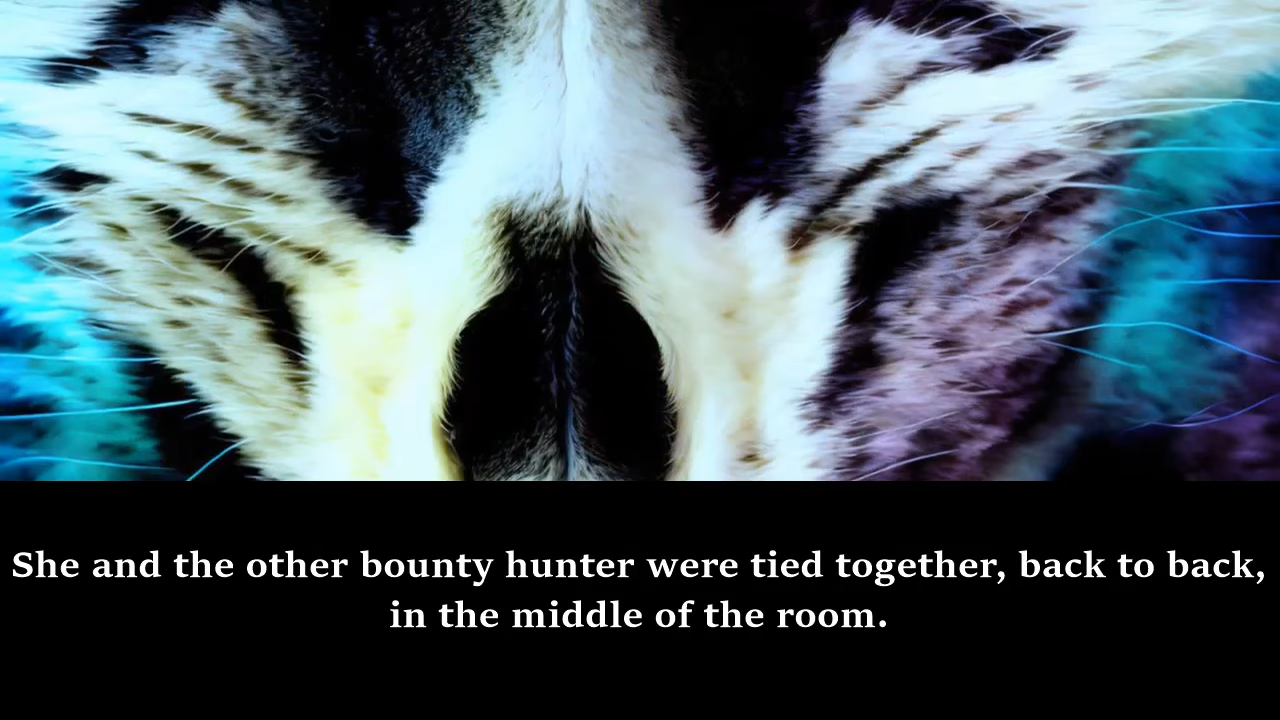 She and the other bounty hunter were tied together, back to back,
in the middle of the room.